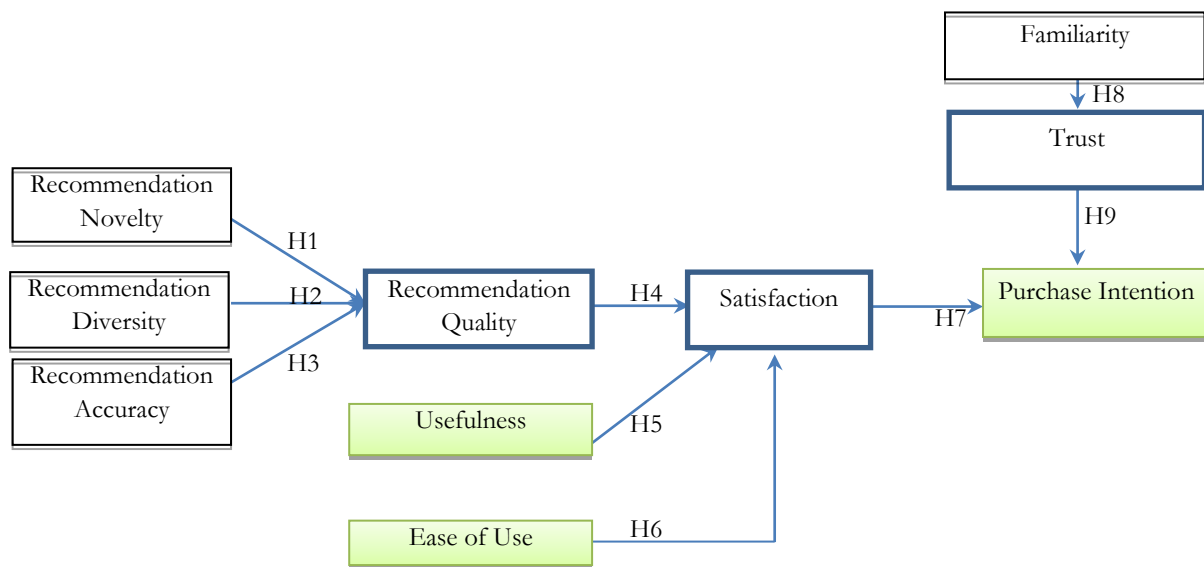 Familiarity
H8
Trust
Recommendation
Novelty
H9
H1
Recommendation
Diversity
H2
Recommendation
Quality
H4
Satisfaction
Purchase Intention
H7
H3
Recommendation
Accuracy
Usefulness
H5
Ease of Use
H6